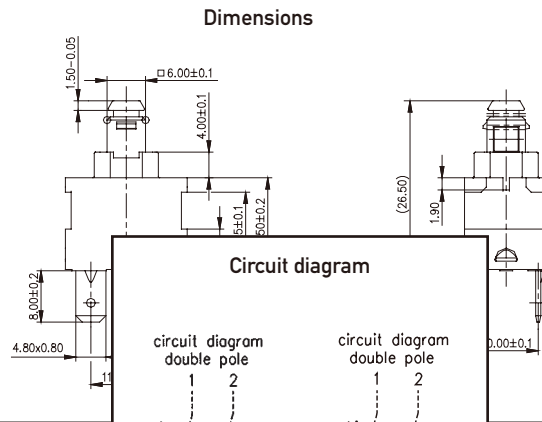 Dimensions
1.50-0.05
□6.00±0.1
4.00±0.1
(26.50)
1.90
5±0.1
50±0.2
8.00±0.2
4.80x0.80
11
0.00±0.1
Circuit diagram
circuit diagram
double pole
1 2
circuit diagram
double pole
1 2